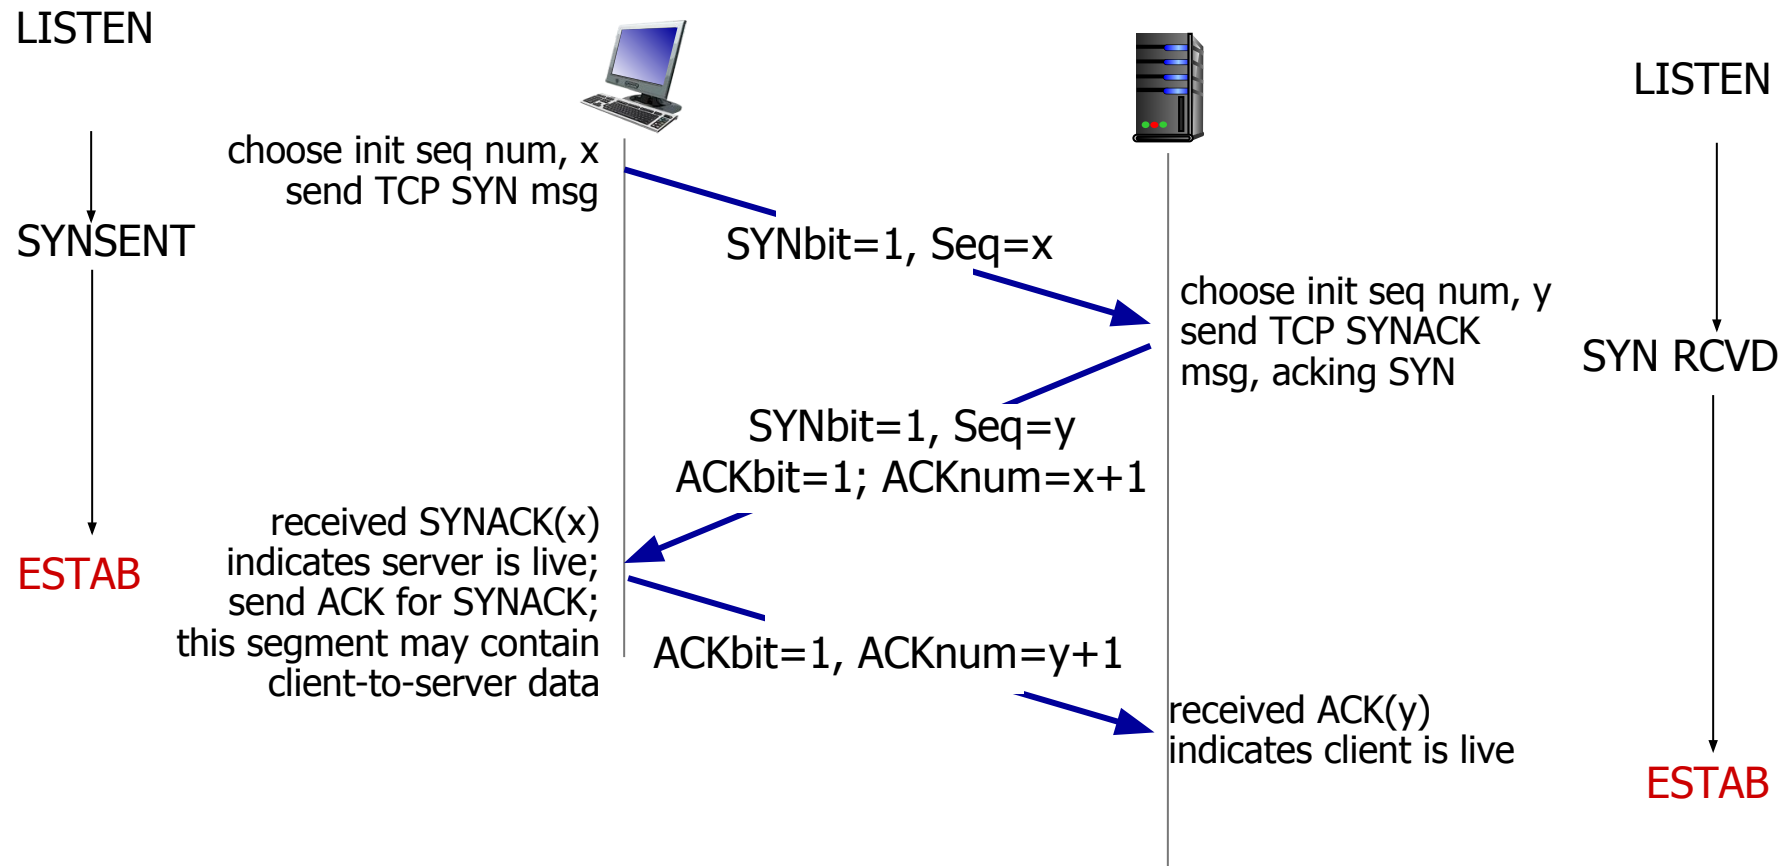 LISTEN
LISTEN
choose init seq num, x
send TCP SYN msg
SYNSENT
SYNbit=1, Seq=x
choose init seq num, y
send TCP SYNACK
msg, acking SYN
SYN RCVD
SYNbit=1, Seq=y
ACKbit=1; ACKnum=x+1
received SYNACK(x)
indicates server is live;
send ACK for SYNACK;
this segment may contain
client-to-server data
ESTAB
ACKbit=1, ACKnum=y+1
received ACK(y)
indicates client is live
ESTAB